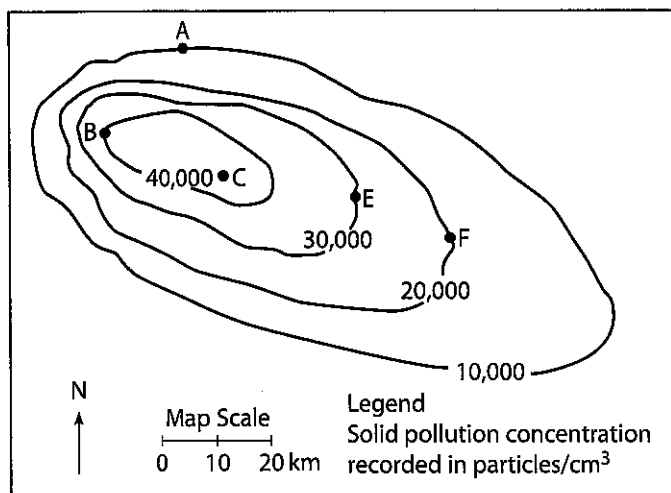 A
B
40,000
C
E
30,000
F
20,000
10,000
N
Map Scale
0 10 20 km
Legend
Solid pollution concentration
recorded in particles/cm³